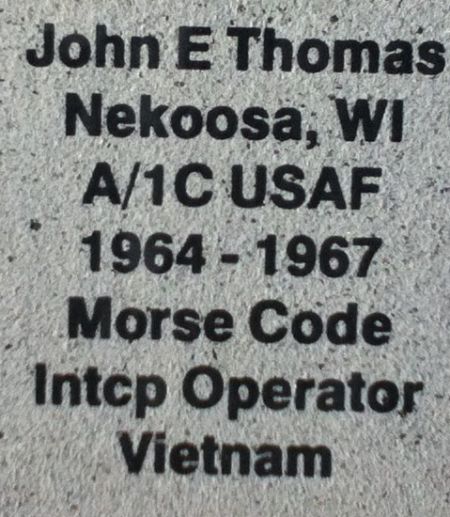 John E Thomas
Nekoosa, WI
A/1C USAF
1964 - 1967
Morse Code
Intcp Operator
Vietnam